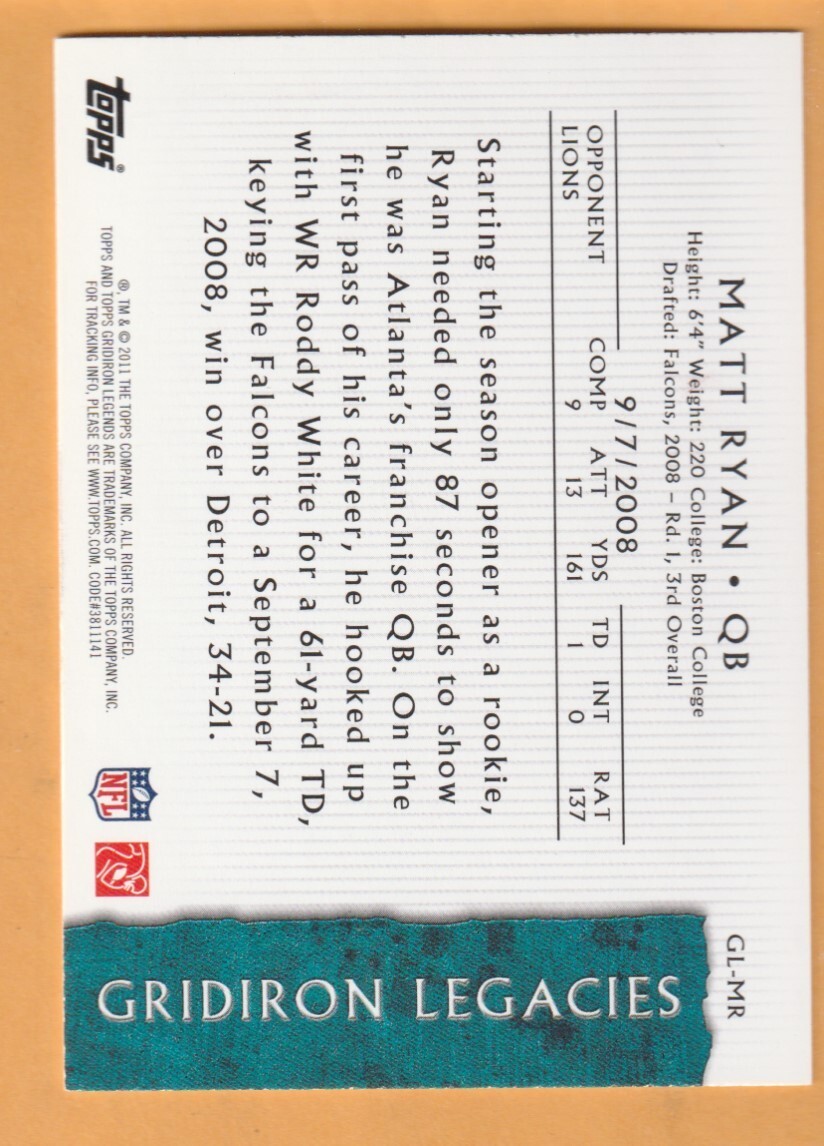 GL-MR
MATT RYAN • QB
Height: 6'4" Weight: 220 College: Boston College
Drafted: Falcons, 2008 – Rd. 1, 3rd Overall
9/7/2008
OPPONENT COMP ATT YDS TD INT RAT
LIONS 9 13 161 1 0 137
Starting the season opener as a rookie,
Ryan needed only 87 seconds to show
he was Atlanta's franchise QB. On the
first pass of his career, he hooked up
with WR Roddy White for a 61-yard TD,
keying the Falcons to a September 7,
2008, win over Detroit, 34-21.
topps®
®, TM & © 2011 THE TOPPS COMPANY, INC. ALL RIGHTS RESERVED.
TOPPS AND TOPPS GRIDIRON LEGENDS ARE TRADEMARKS OF THE TOPPS COMPANY, INC.
FOR TRACKING INFO, PLEASE SEE WWW.TOPPS.COM. CODE#3811141
NFL
GRIDIRON LEGACIES